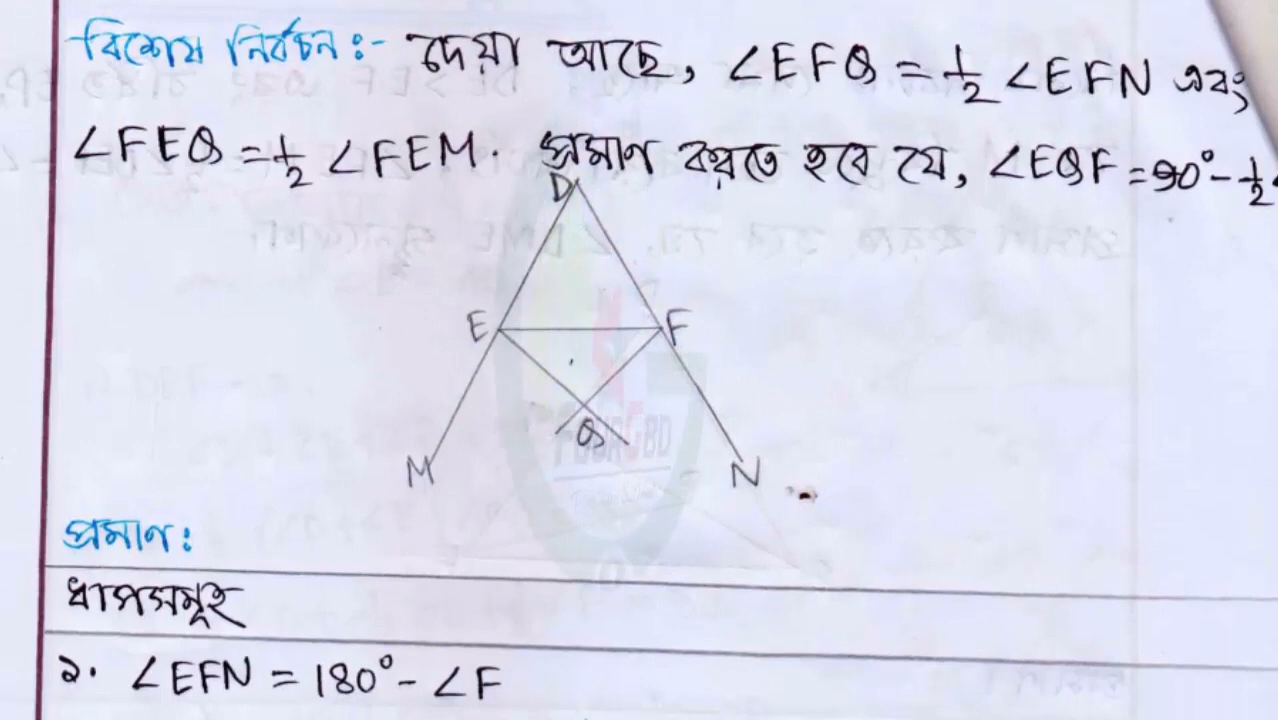 বিশেষ নির্বচন ঃ- দেয়া আছে, ∠EFQ = 1/2 ∠EFN এবং
∠FEQ = 1/2 ∠FEM. প্রমাণ করতে হবে যে, ∠EQF = 90° - 1/2
D
E F
Q
FOURGBD
M N
প্রমাণ ঃ
ধাপসমূহ
১. ∠EFN = 180° - ∠F